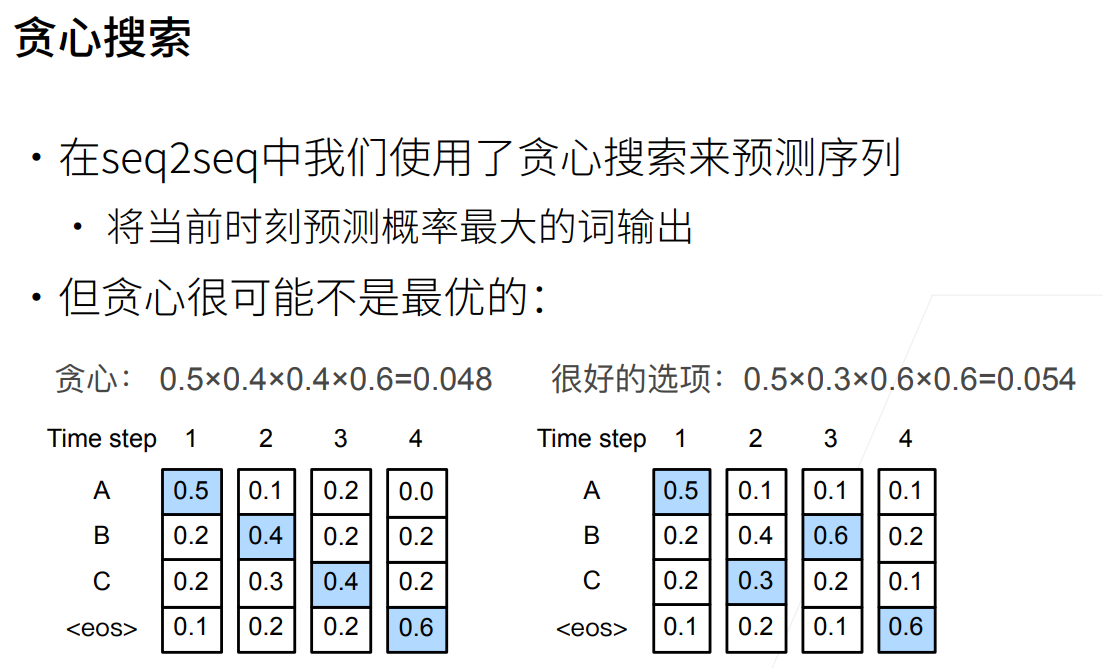 贪心搜索
• 在seq2seq中我们使用了贪心搜索来预测序列
• 将当前时刻预测概率最大的词输出
• 但贪心很可能不是最优的：
贪心： 0.5×0.4×0.4×0.6=0.048
Time step 1 2 3 4
A 0.5 0.1 0.2 0.0
B 0.2 0.4 0.2 0.2
C 0.2 0.3 0.4 0.2
<eos> 0.1 0.2 0.2 0.6
很好的选项：0.5×0.3×0.6×0.6=0.054
Time step 1 2 3 4
A 0.5 0.1 0.1 0.1
B 0.2 0.4 0.6 0.2
C 0.2 0.3 0.2 0.1
<eos> 0.1 0.2 0.1 0.6